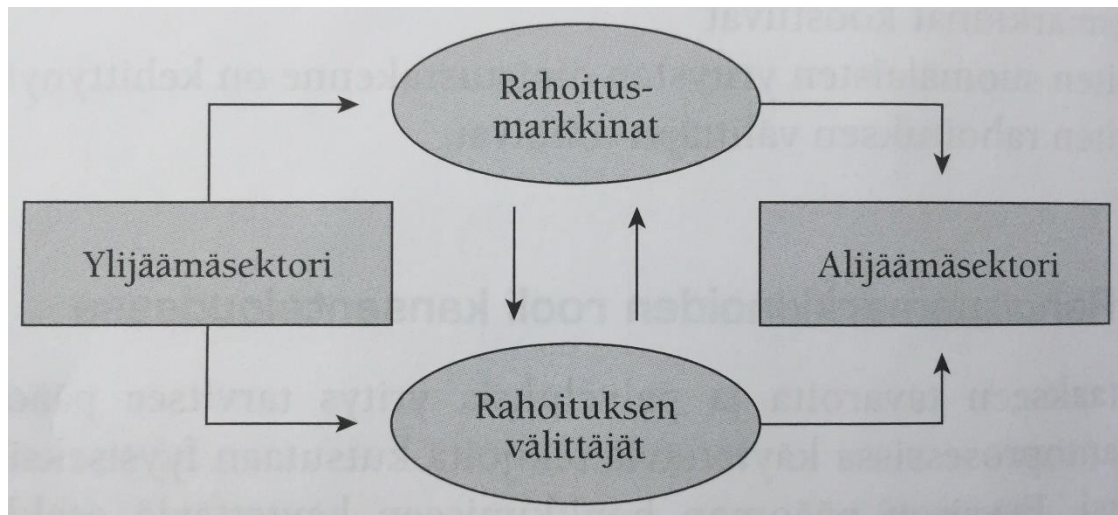 Rahoitus-
markkinat
Ylijäämäsektori
Alijäämäsektori
Rahoituksen
välittäjät